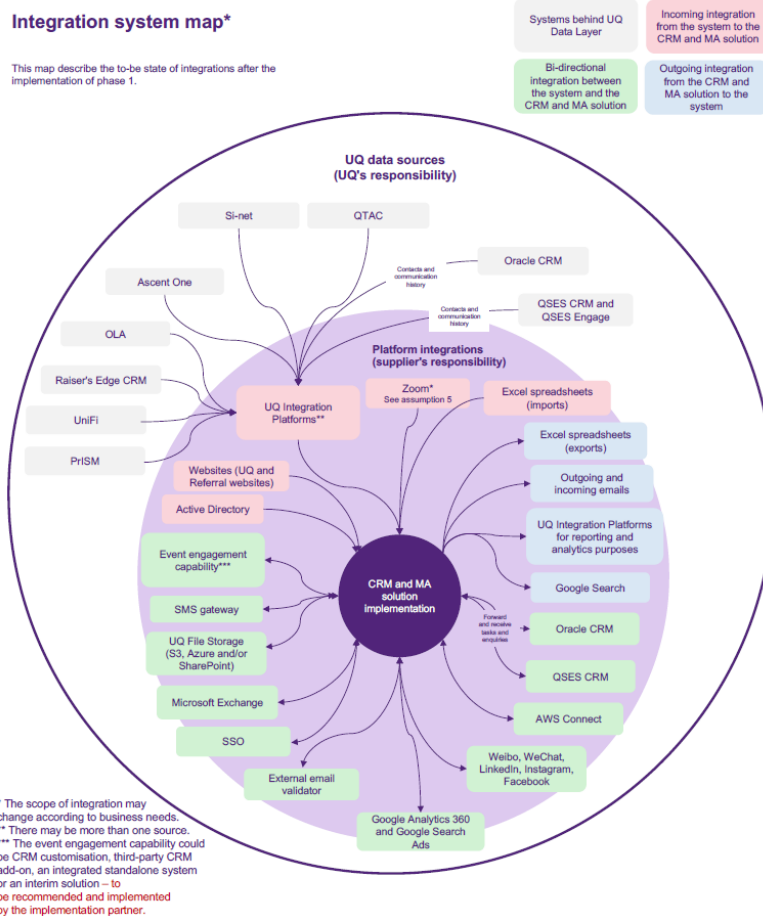 Integration system map*
This map describe the to-be state of integrations after the
implementation of phase 1.
Systems behind UQ
Data Layer
Incoming integration
from the system to the
CRM and MA solution
Bi-directional
integration between
the system and the
CRM and MA solution
Outgoing integration
from the CRM and
MA solution to the
system
UQ data sources
(UQ's responsibility)
Si-net
QTAC
Oracle CRM
Contacts and
communication
history
Ascent One
QSES CRM and
QSES Engage
Contacts and
communication
history
OLA
Platform integrations
(supplier's responsibility)
Raiser's Edge CRM
UQ Integration
Platforms**
Zoom*
See assumption 5
Excel spreadsheets
(imports)
UniFi
PrISM
Excel spreadsheets
(exports)
Websites (UQ and
Referral websites)
Outgoing and
incoming emails
Active Directory
UQ Integration Platforms
for reporting and
analytics purposes
Event engagement
capability***
CRM and MA
solution
implementation
Google Search
SMS gateway
Forward
and receive
tasks and
enquiries
Oracle CRM
UQ File Storage
(S3, Azure and/or
SharePoint)
QSES CRM
Microsoft Exchange
AWS Connect
SSO
Weibo, WeChat,
LinkedIn, Instagram,
Facebook
External email
validator
Google Analytics 360
and Google Search
Ads
* The scope of integration may
change according to business needs.
** There may be more than one source.
*** The event engagement capability could
be CRM customisation, third-party CRM
add-on, an integrated standalone system
or an interim solution – to
be recommended and implemented
by the implementation partner.